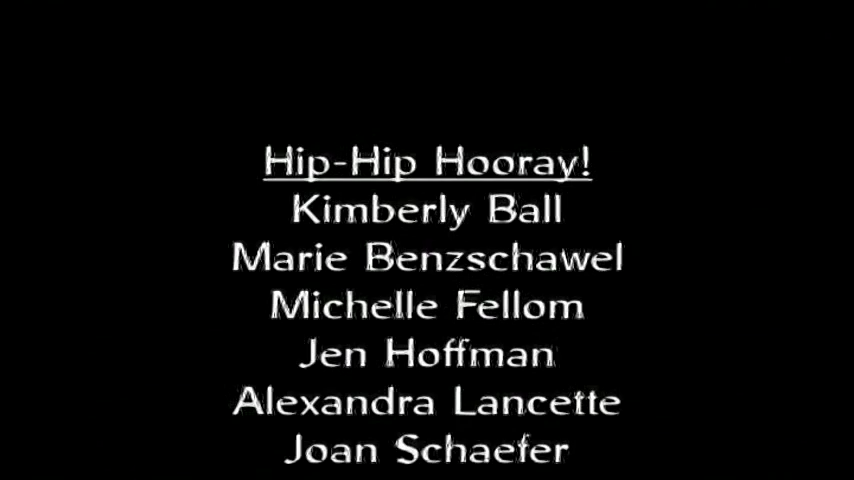 Hip-Hip Hooray!
Kimberly Ball
Marie Benzschawel
Michelle Fellom
Jen Hoffman
Alexandra Lancette
Joan Schaefer